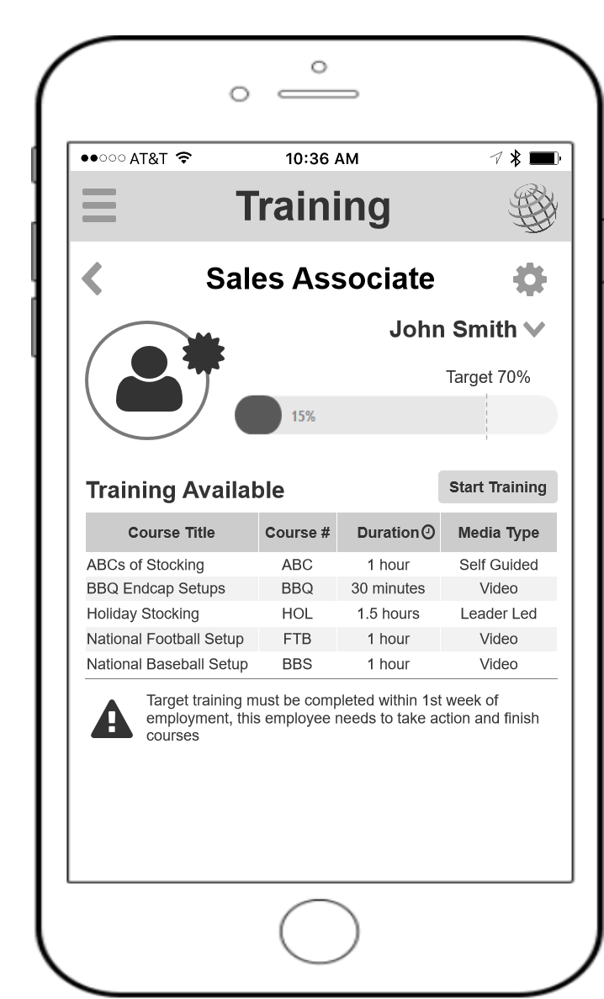 AT&T 10:36 AM
Training
Sales Associate
John Smith
Target 70%
15%
Training Available Start Training
Course Title Course # Duration Media Type
ABCs of Stocking ABC 1 hour Self Guided
BBQ Endcap Setups BBQ 30 minutes Video
Holiday Stocking HOL 1.5 hours Leader Led
National Football Setup FTB 1 hour Video
National Baseball Setup BBS 1 hour Video
Target training must be completed within 1st week of
employment, this employee needs to take action and finish
courses